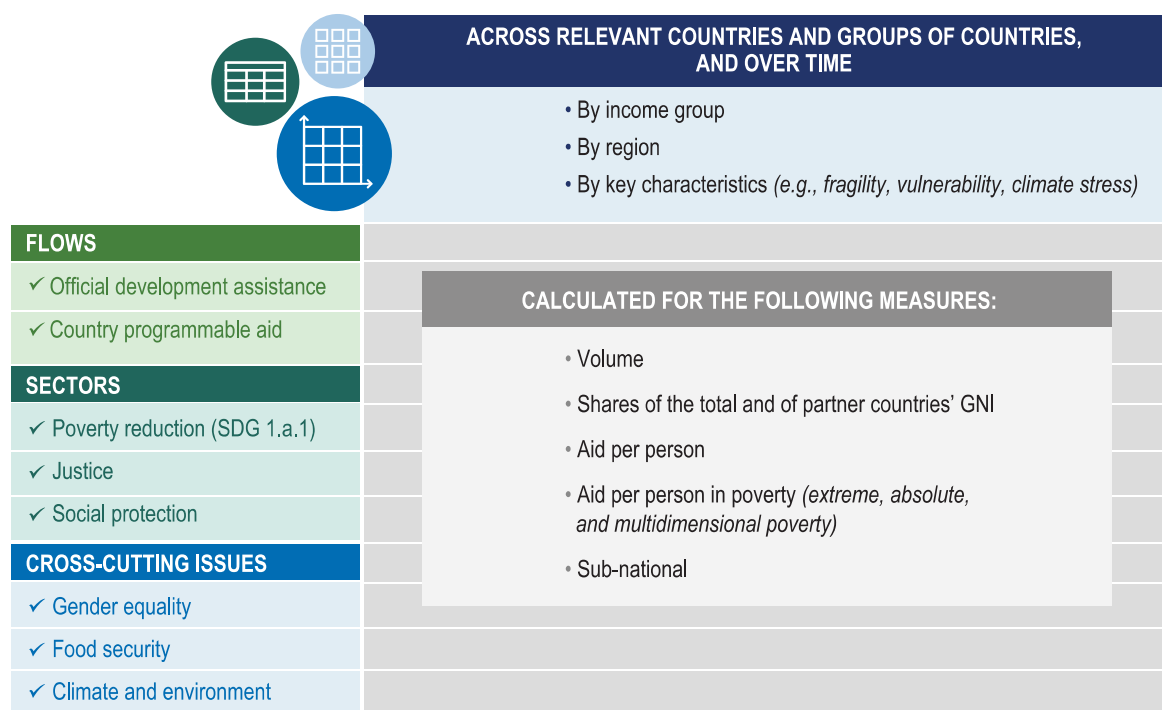 ACROSS RELEVANT COUNTRIES AND GROUPS OF COUNTRIES,
AND OVER TIME
• By income group
• By region
• By key characteristics (e.g., fragility, vulnerability, climate stress)
FLOWS
✓ Official development assistance
✓ Country programmable aid
SECTORS
✓ Poverty reduction (SDG 1.a.1)
✓ Justice
✓ Social protection
CROSS-CUTTING ISSUES
✓ Gender equality
✓ Food security
✓ Climate and environment
CALCULATED FOR THE FOLLOWING MEASURES:
• Volume
• Shares of the total and of partner countries’ GNI
• Aid per person
• Aid per person in poverty (extreme, absolute,
and multidimensional poverty)
• Sub-national